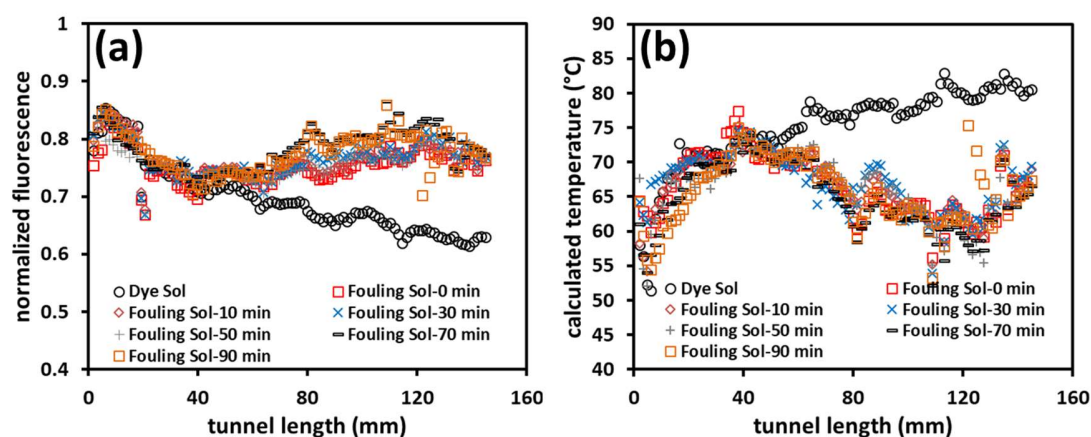 (a)
normalized fluorescence
1
0.9
0.8
0.7
0.6
0.5
0.4
Dye Sol
Fouling Sol-0 min
Fouling Sol-10 min
Fouling Sol-30 min
Fouling Sol-50 min
Fouling Sol-70 min
Fouling Sol-90 min
0 40 80 120 160
tunnel length (mm)
(b)
calculated temperature (°C)
90
85
80
75
70
65
60
55
50
45
40
Dye Sol
Fouling Sol-0 min
Fouling Sol-10 min
Fouling Sol-30 min
Fouling Sol-50 min
Fouling Sol-70 min
Fouling Sol-90 min
0 40 80 120 160
tunnel length (mm)